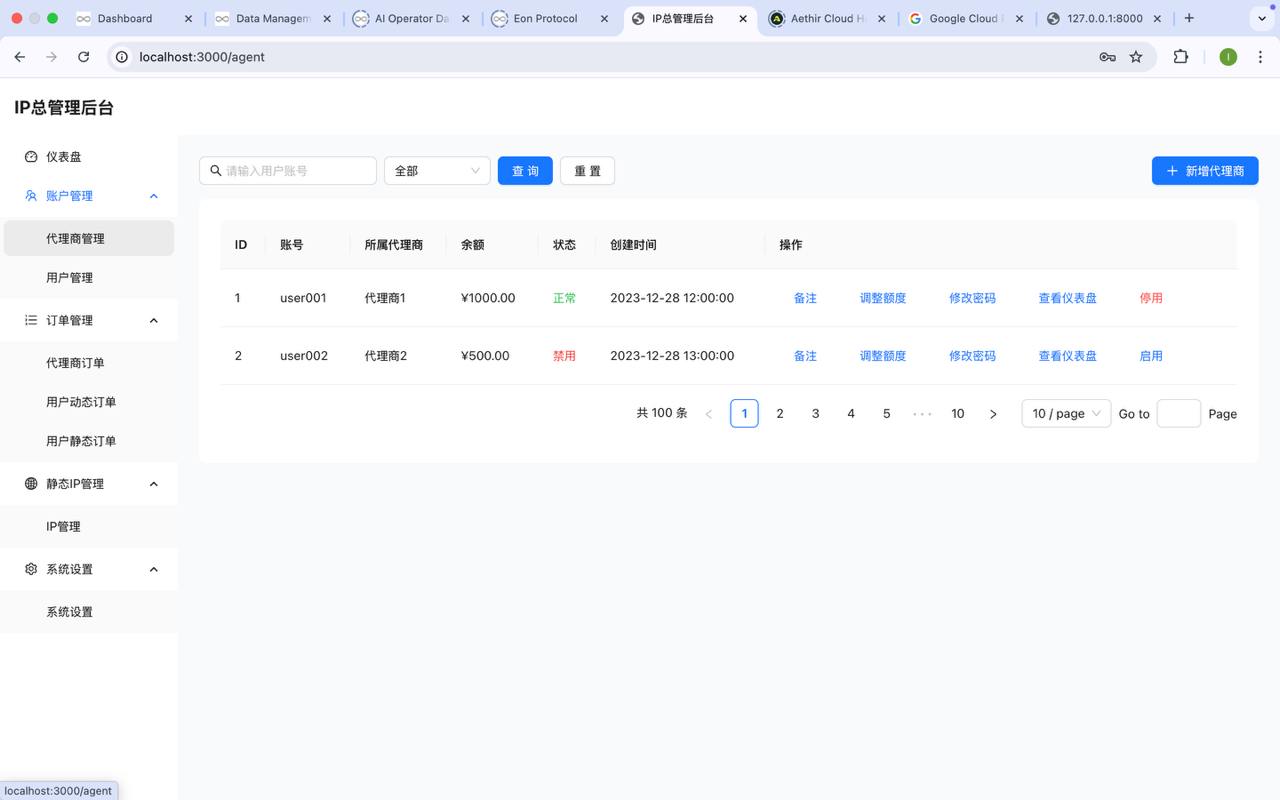 Dashboard
Data Managem
AI Operator Da
Eon Protocol
IP总管理后台
Aethir Cloud H
Google Cloud
127.0.0.1:8000
localhost:3000/agent
I
IP总管理后台
仪表盘
账户管理
代理商管理
用户管理
订单管理
代理商订单
用户动态订单
用户静态订单
静态IP管理
IP管理
系统设置
系统设置
请输入用户账号 全部 查 询 重 置 新增代理商
ID 账号 所属代理商 余额 状态 创建时间 操作
1 user001 代理商1 ¥1000.00 正常 2023-12-28 12:00:00 备注 调整额度 修改密码 查看仪表盘 停用
2 user002 代理商2 ¥500.00 禁用 2023-12-28 13:00:00 备注 调整额度 修改密码 查看仪表盘 启用
共 100 条 1 2 3 4 5 ··· 10 10 / page Go to Page
localhost:3000/agent